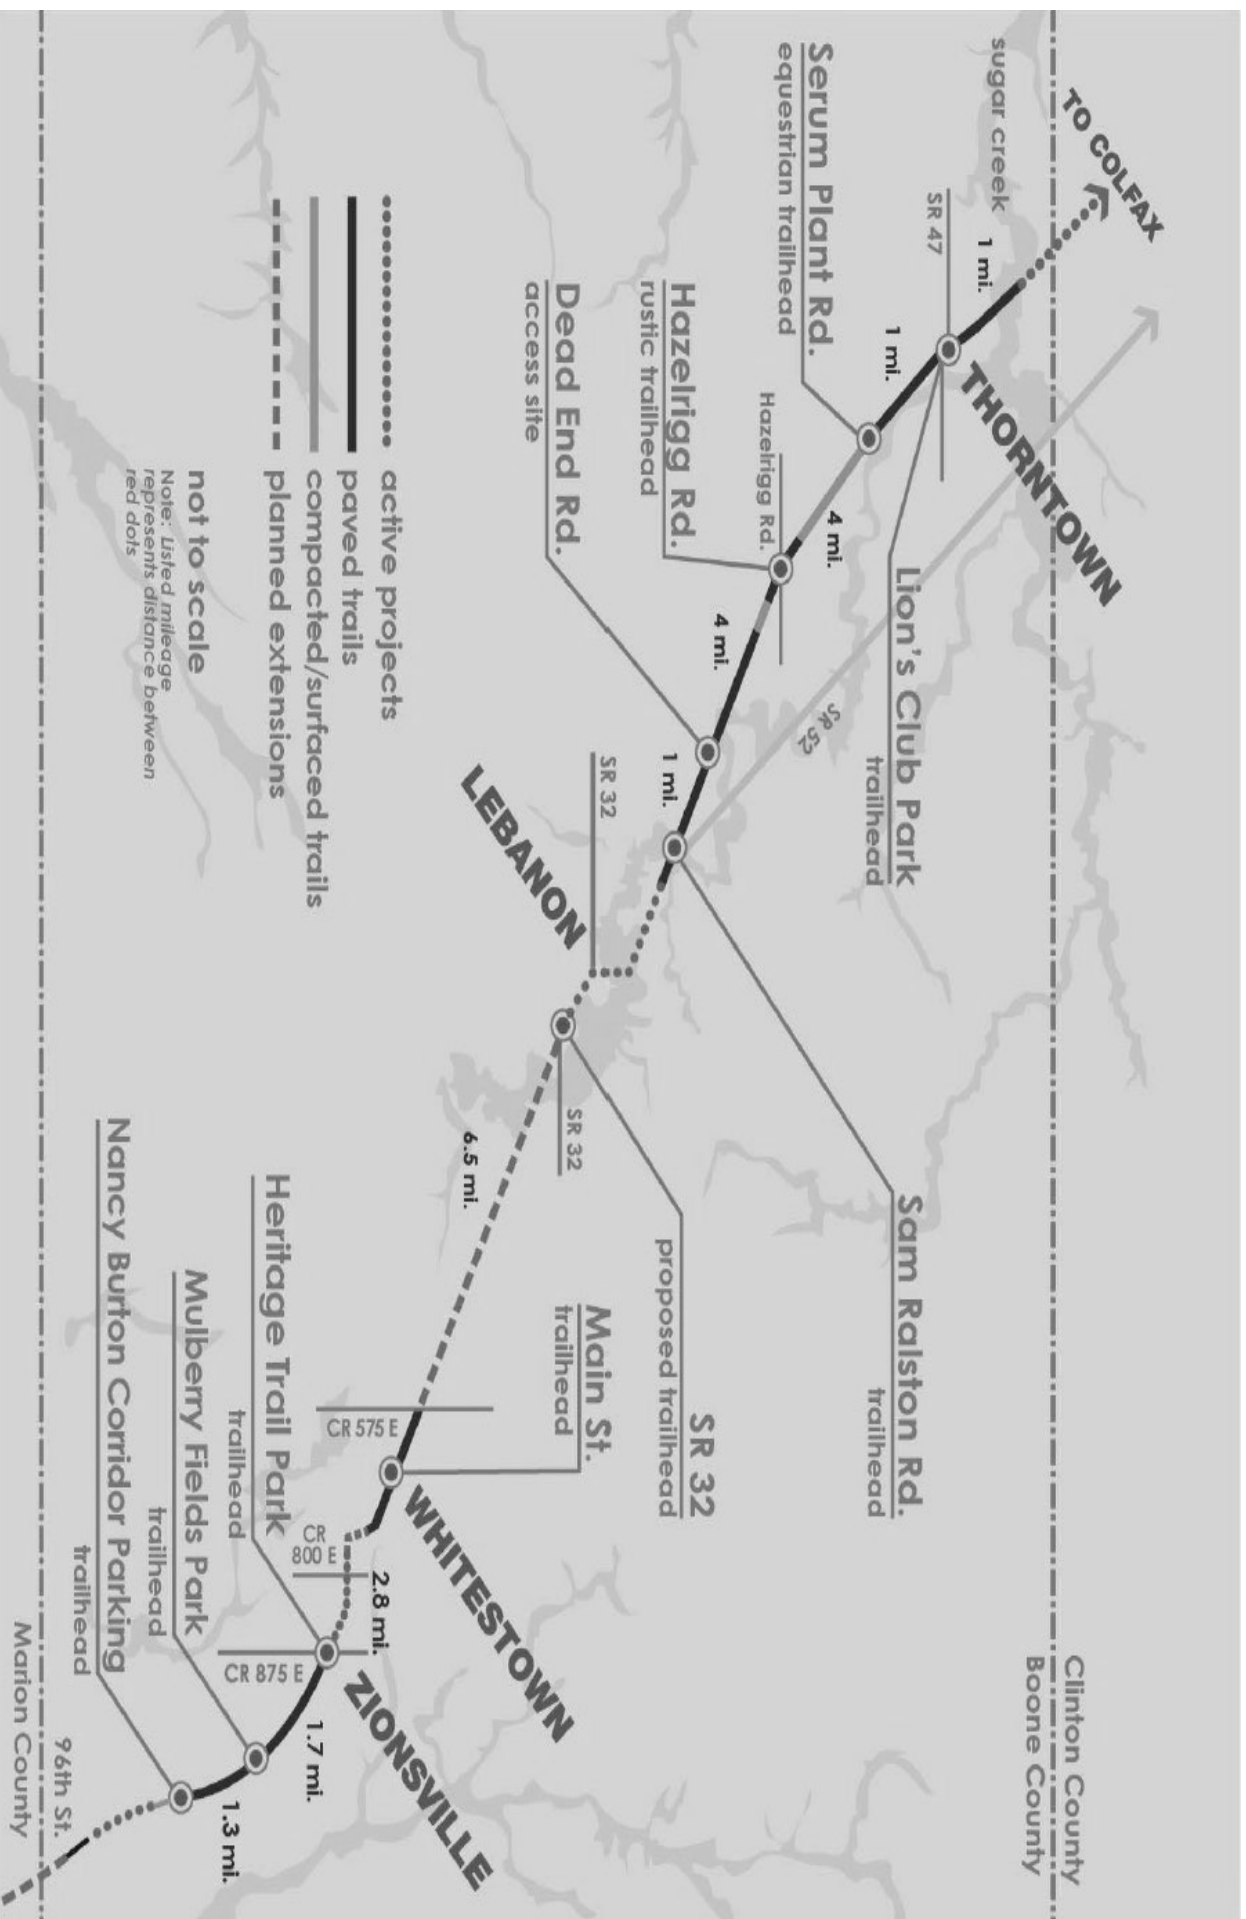 TO COLFAX
sugar creek
1 mi.
SR 47
THORNTOWN
Serum Plant Rd.
equestrian trailhead
1 mi.
Lion's Club Park
trailhead
Hazelrigg Rd.
rustic trailhead
Hazelrigg Rd.
4 mi.
4 mi.
SR 52
Dead End Rd.
access site
1 mi.
SR 32
LEBANON
Sam Ralston Rd.
trailhead
SR 32
proposed trailhead
SR 32
6.5 mi.
Main St.
trailhead
CR 575 E
WHITESTOWN
CR
800 E
2.8 mi.
Heritage Trail Park
trailhead
CR 875 E
ZIONSVILLE
Mulberry Fields Park
trailhead
1.7 mi.
Nancy Burton Corridor Parking
trailhead
1.3 mi.
Clinton County
Boone County
96th St.
Marion County
active projects
paved trails
compacted/surfaced trails
planned extensions
not to scale
Note: Listed mileage
represents distance between
red dots